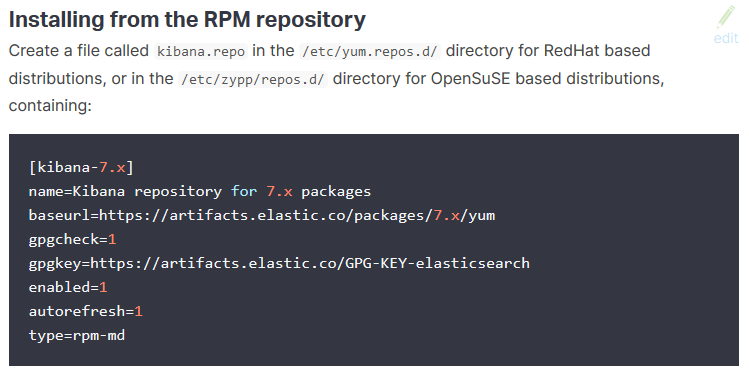 Installing from the RPM repository
edit
Create a file called kibana.repo in the /etc/yum.repos.d/ directory for RedHat based
distributions, or in the /etc/zypp/repos.d/ directory for OpenSuSE based distributions,
containing:
[kibana-7.x]
name=Kibana repository for 7.x packages
baseurl=https://artifacts.elastic.co/packages/7.x/yum
gpgcheck=1
gpgkey=https://artifacts.elastic.co/GPG-KEY-elasticsearch
enabled=1
autorefresh=1
type=rpm-md